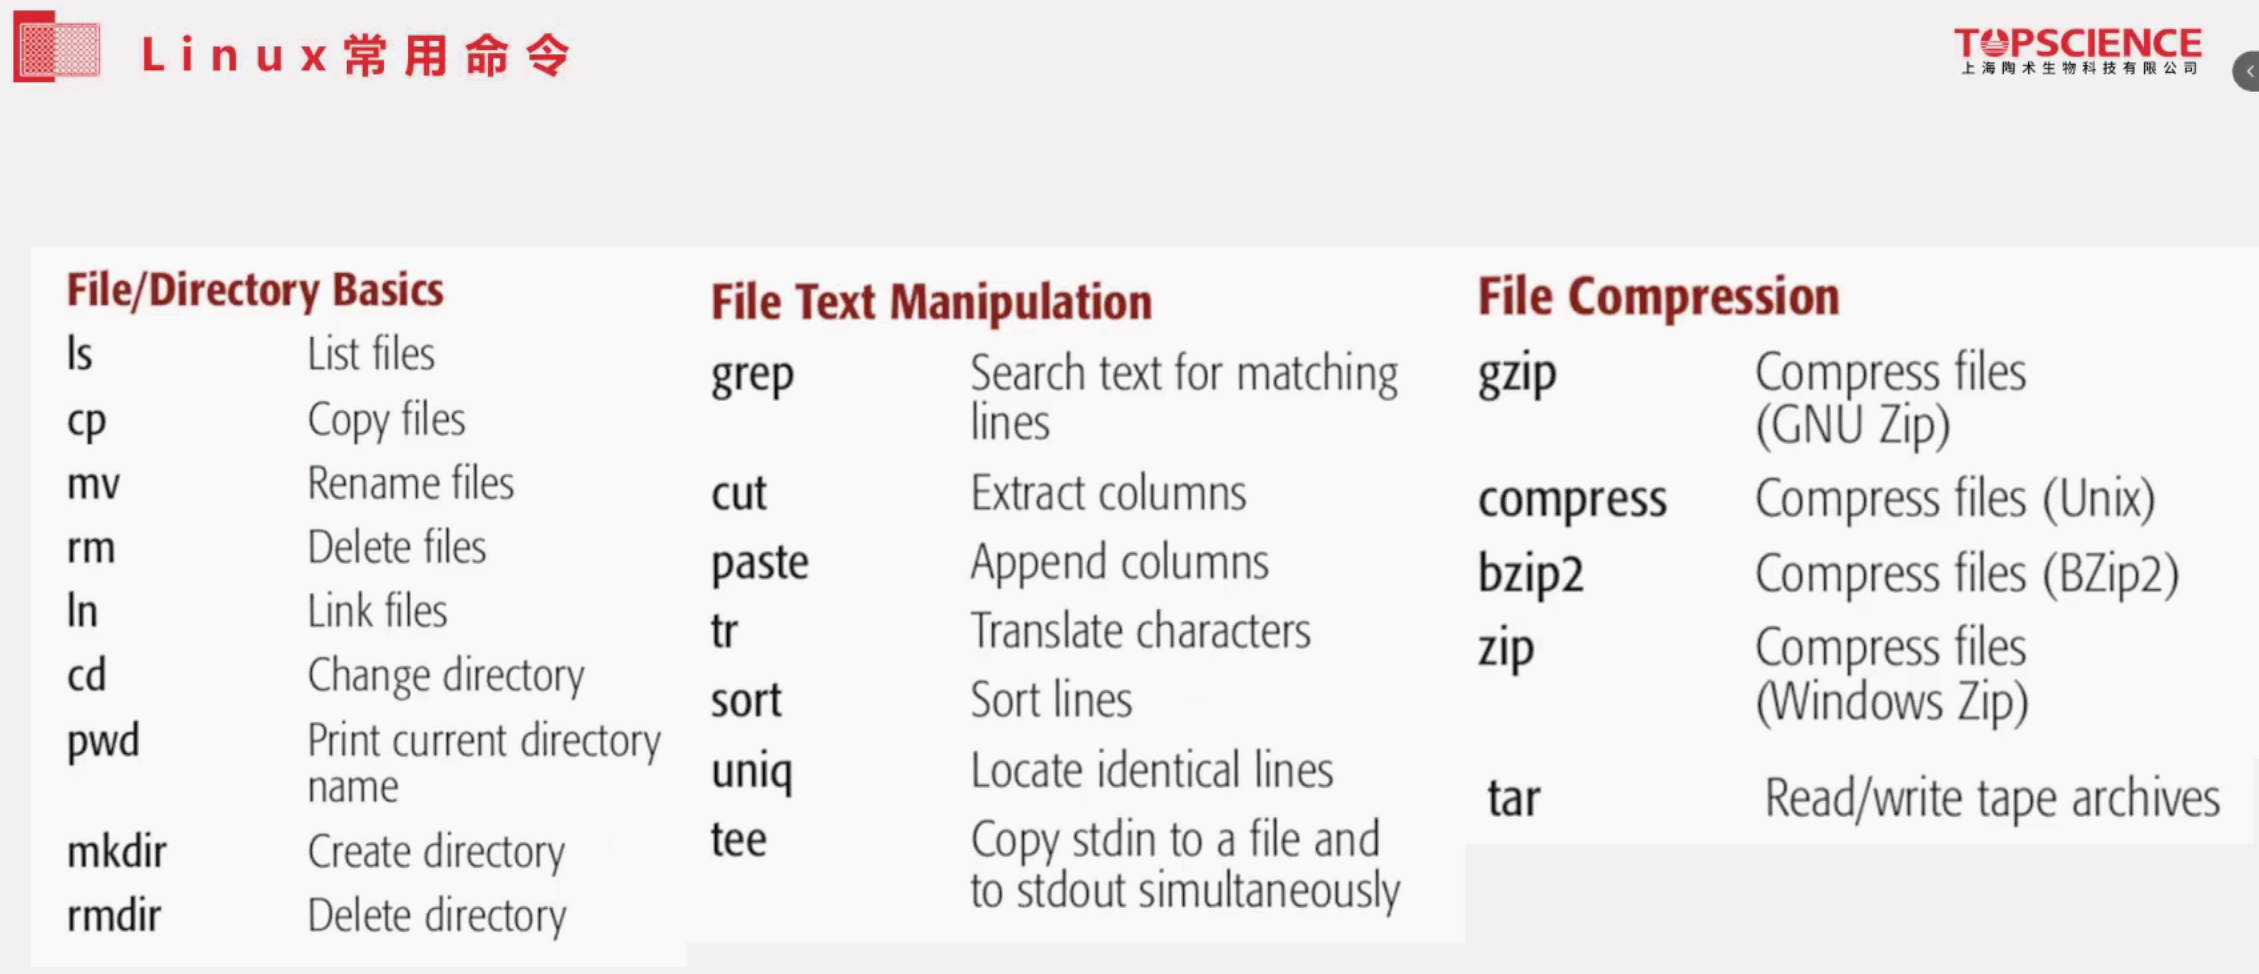 Linux常用命令
TOPSCIENCE
上海陶术生物科技有限公司
File/Directory Basics
ls List files
cp Copy files
mv Rename files
rm Delete files
ln Link files
cd Change directory
pwd Print current directory
name
mkdir Create directory
rmdir Delete directory
File Text Manipulation
grep Search text for matching
lines
cut Extract columns
paste Append columns
tr Translate characters
sort Sort lines
uniq Locate identical lines
tee Copy stdin to a file and
to stdout simultaneously
File Compression
gzip Compress files
(GNU Zip)
compress Compress files (Unix)
bzip2 Compress files (BZip2)
zip Compress files
(Windows Zip)
tar Read/write tape archives